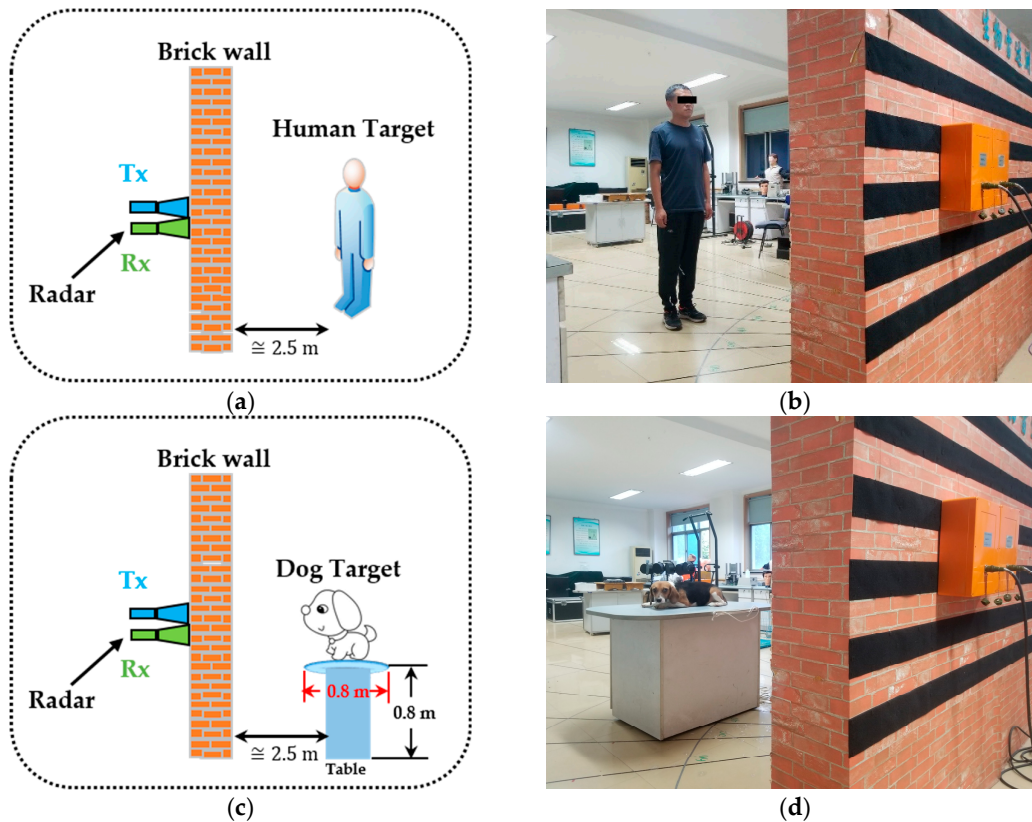 Brick wall
Human Target
Tx
Rx
Radar
≅ 2.5 m
(a)
(b)
Brick wall
Dog Target
Tx
Rx
Radar
0.8 m
0.8 m
≅ 2.5 m
Table
(c)
(d)